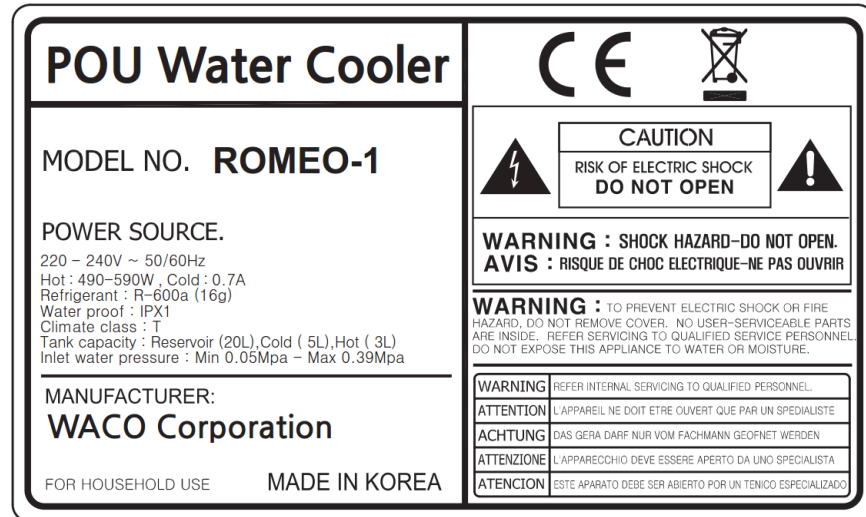 POU Water Cooler
MODEL NO. ROMEO-1
POWER SOURCE.
220 - 240V ~ 50/60Hz
Hot : 490-590W , Cold : 0.7A
Refrigerant : R-600a (16g)
Water proof : IPX1
Climate class : T
Tank capacity : Reservoir (20L),Cold ( 5L),Hot ( 3L)
Inlet water pressure : Min 0.05Mpa - Max 0.39Mpa
MANUFACTURER:
WACO Corporation
FOR HOUSEHOLD USE MADE IN KOREA
CE
CAUTION
RISK OF ELECTRIC SHOCK
DO NOT OPEN
WARNING : SHOCK HAZARD-DO NOT OPEN.
AVIS : RISQUE DE CHOC ELECTRIQUE-NE PAS OUVRIR
WARNING : TO PREVENT ELECTRIC SHOCK OR FIRE
HAZARD, DO NOT REMOVE COVER. NO USER-SERVICEABLE PARTS
ARE INSIDE. REFER SERVICING TO QUALIFIED SERVICE PERSONNEL.
DO NOT EXPOSE THIS APPLIANCE TO WATER OR MOISTURE.
WARNING REFER INTERNAL SERVICING TO QUALIFIED PERSONNEL.
ATTENTION L'APPAREIL NE DOIT ETRE OUVERT QUE PAR UN SPEDIALISTE
ACHTUNG DAS GERA DARF NUR VOM FACHMANN GEOFNET WERDEN
ATTENZIONE L'APPARECCHIO DEVE ESSERE APERTO DA UNO SPECIALISTA
ATENCION ESTE APARATO DEBE SER ABIERTO POR UN TENICO ESPECIALIZADO